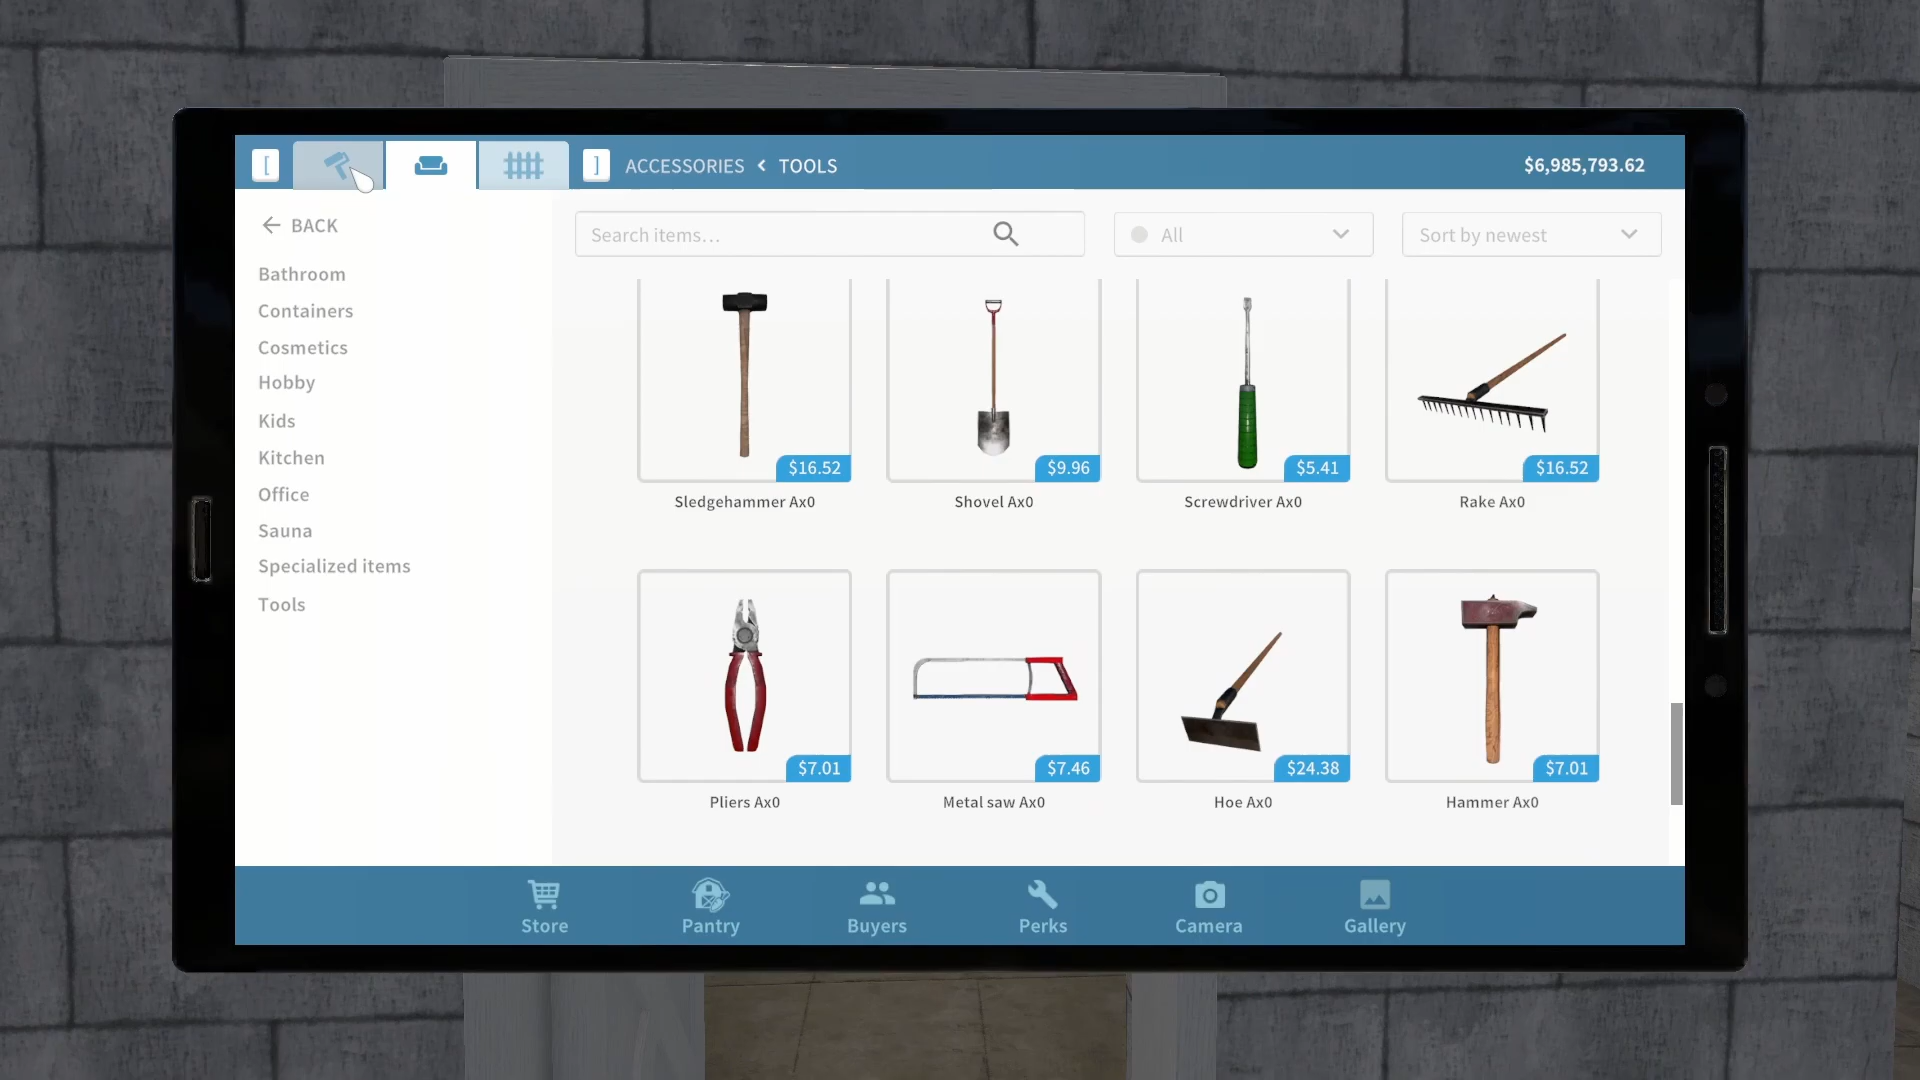 [ ] ACCESSORIES < TOOLS $6,985,793.62
BACK
Bathroom
Containers
Cosmetics
Hobby
Kids
Kitchen
Office
Sauna
Specialized items
Tools
Search items...
All
Sort by newest
$16.52
Sledgehammer Ax0
$9.96
Shovel Ax0
$5.41
Screwdriver Ax0
$16.52
Rake Ax0
$7.01
Pliers Ax0
$7.46
Metal saw Ax0
$24.38
Hoe Ax0
$7.01
Hammer Ax0
Store
Pantry
Buyers
Perks
Camera
Gallery